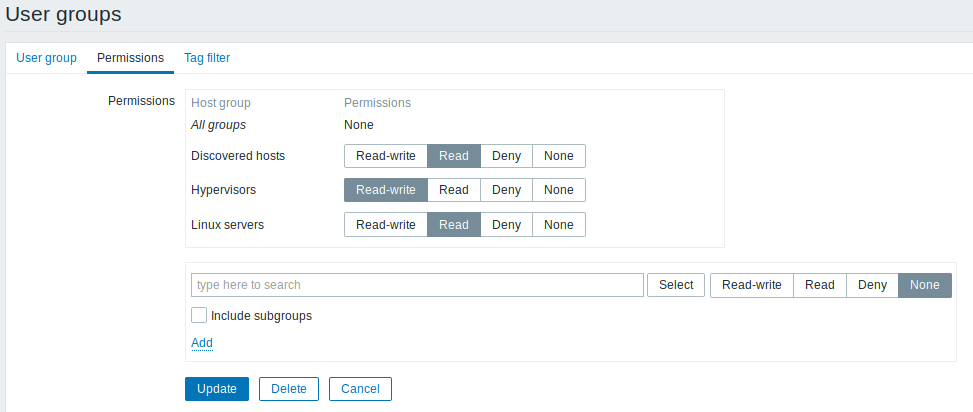 User groups
User group Permissions Tag filter
Permissions Host group Permissions
All groups None
Discovered hosts Read-write Read Deny None
Hypervisors Read-write Read Deny None
Linux servers Read-write Read Deny None
type here to search Select Read-write Read Deny None
Include subgroups
Add
Update Delete Cancel